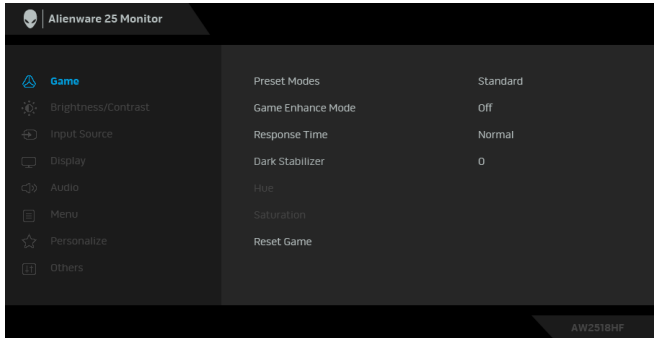 Alienware 25 Monitor
Game
Preset Modes Standard
Brightness/Contrast
Game Enhance Mode Off
Input Source
Response Time Normal
Display
Dark Stabilizer 0
Audio
Hue
Menu
Saturation
Personalize
Reset Game
Others
AW2518HF